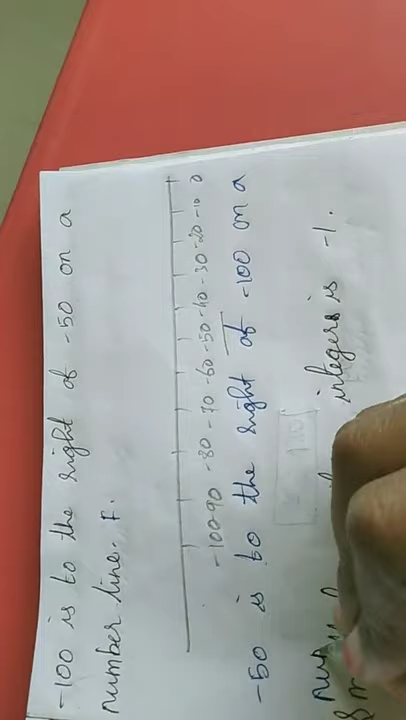 -100 is to the right of -50 on a
number line. F.
-100 -90 -80 -70 -60 -50 -40 -30 -20 -10 0
-50 is to the right of -100 on a
integers is -1.